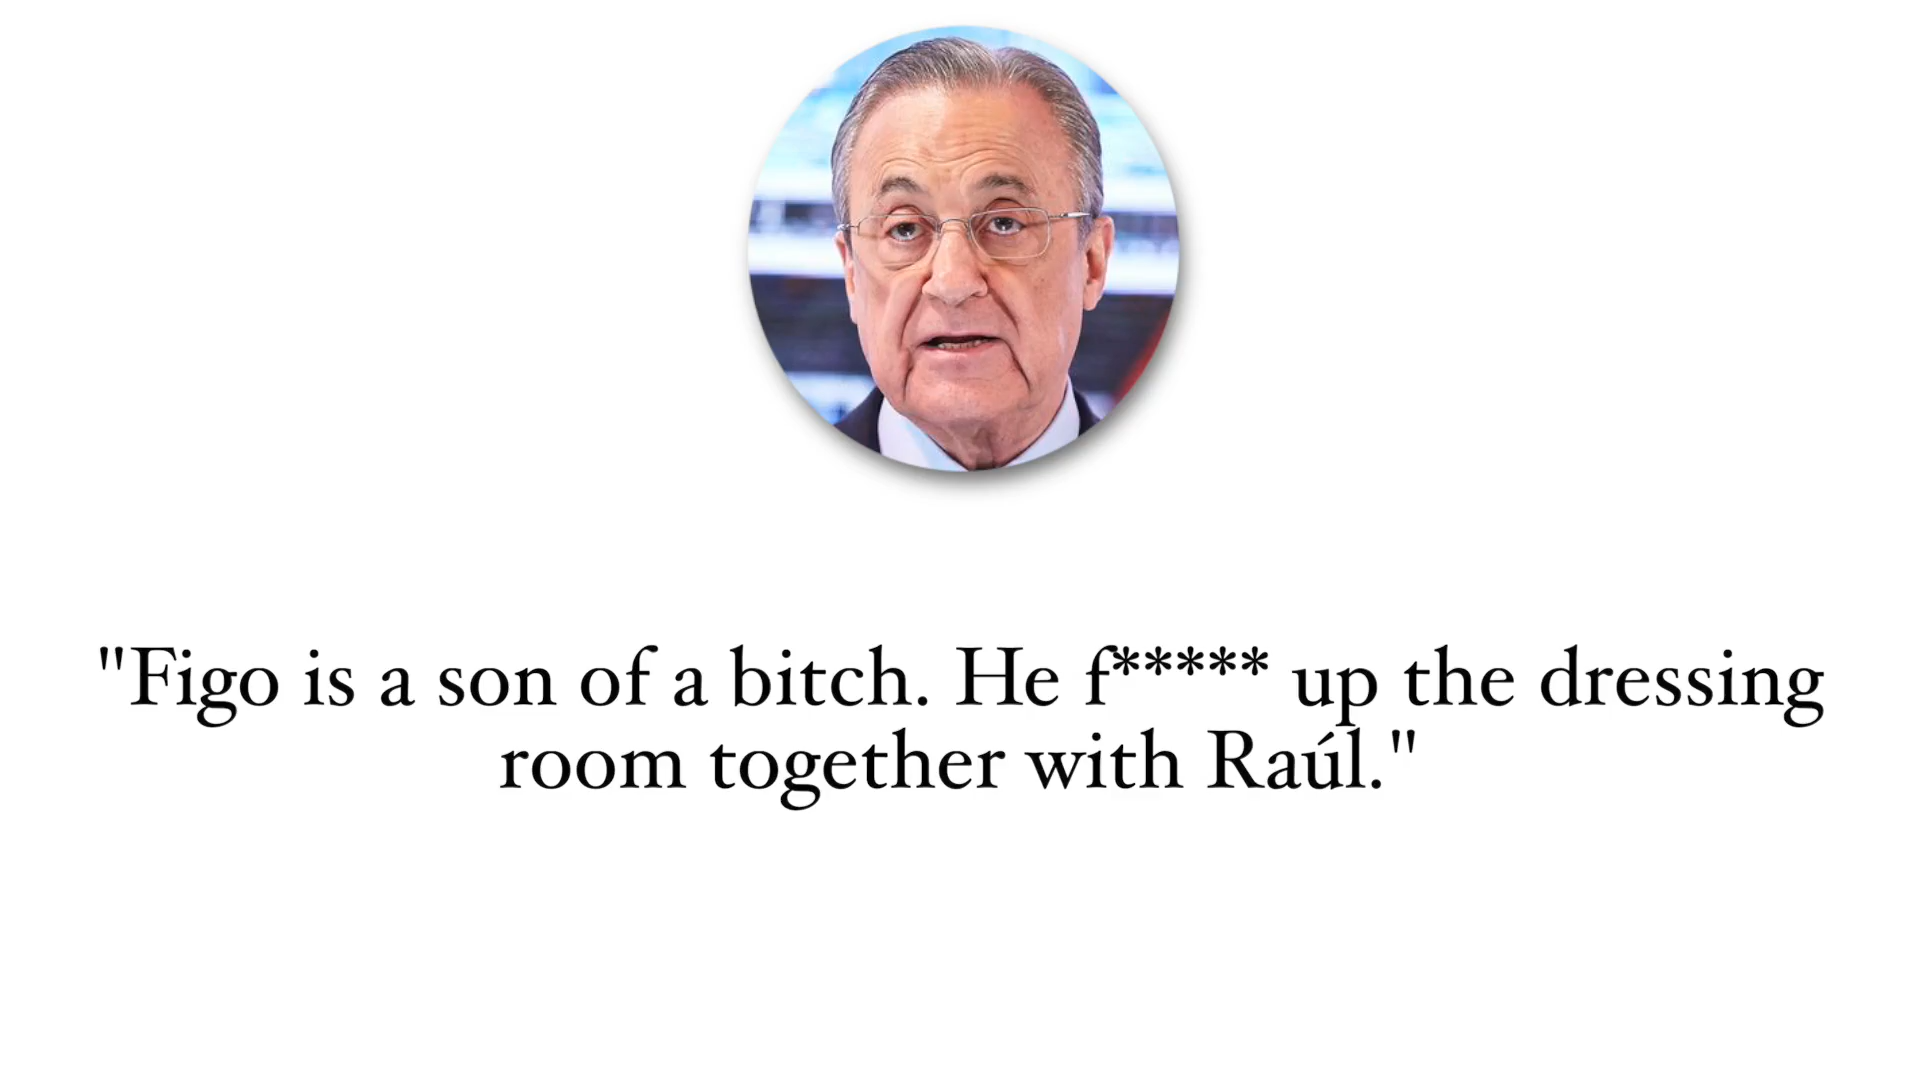 "Figo is a son of a bitch. He f***** up the dressing
room together with Raúl."